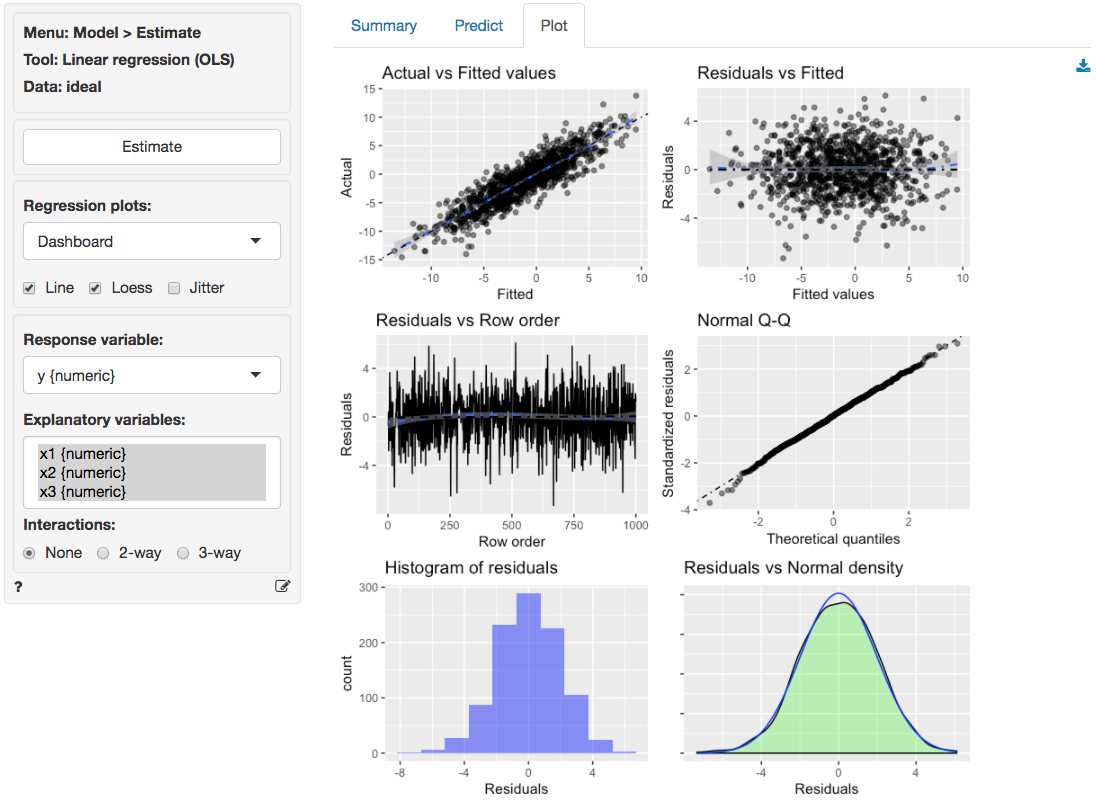 Menu: Model > Estimate
Tool: Linear regression (OLS)
Data: ideal
Estimate
Regression plots:
Dashboard
Line Loess Jitter
Response variable:
y {numeric}
Explanatory variables:
x1 {numeric}
x2 {numeric}
x3 {numeric}
Interactions:
None 2-way 3-way
?
Summary Predict Plot
Actual vs Fitted values
Actual
15
10
5
0
-5
-10
-15
-10 -5 0 5 10
Fitted
Residuals vs Fitted
Residuals
4
0
-4
-10 -5 0 5 10
Fitted values
Residuals vs Row order
Residuals
4
0
-4
0 250 500 750 1000
Row order
Normal Q-Q
Standardized residuals
2
0
-2
-4
-2 0 2
Theoretical quantiles
Histogram of residuals
count
300
200
100
0
-8 -4 0 4
Residuals
Residuals vs Normal density
-4 0 4
Residuals